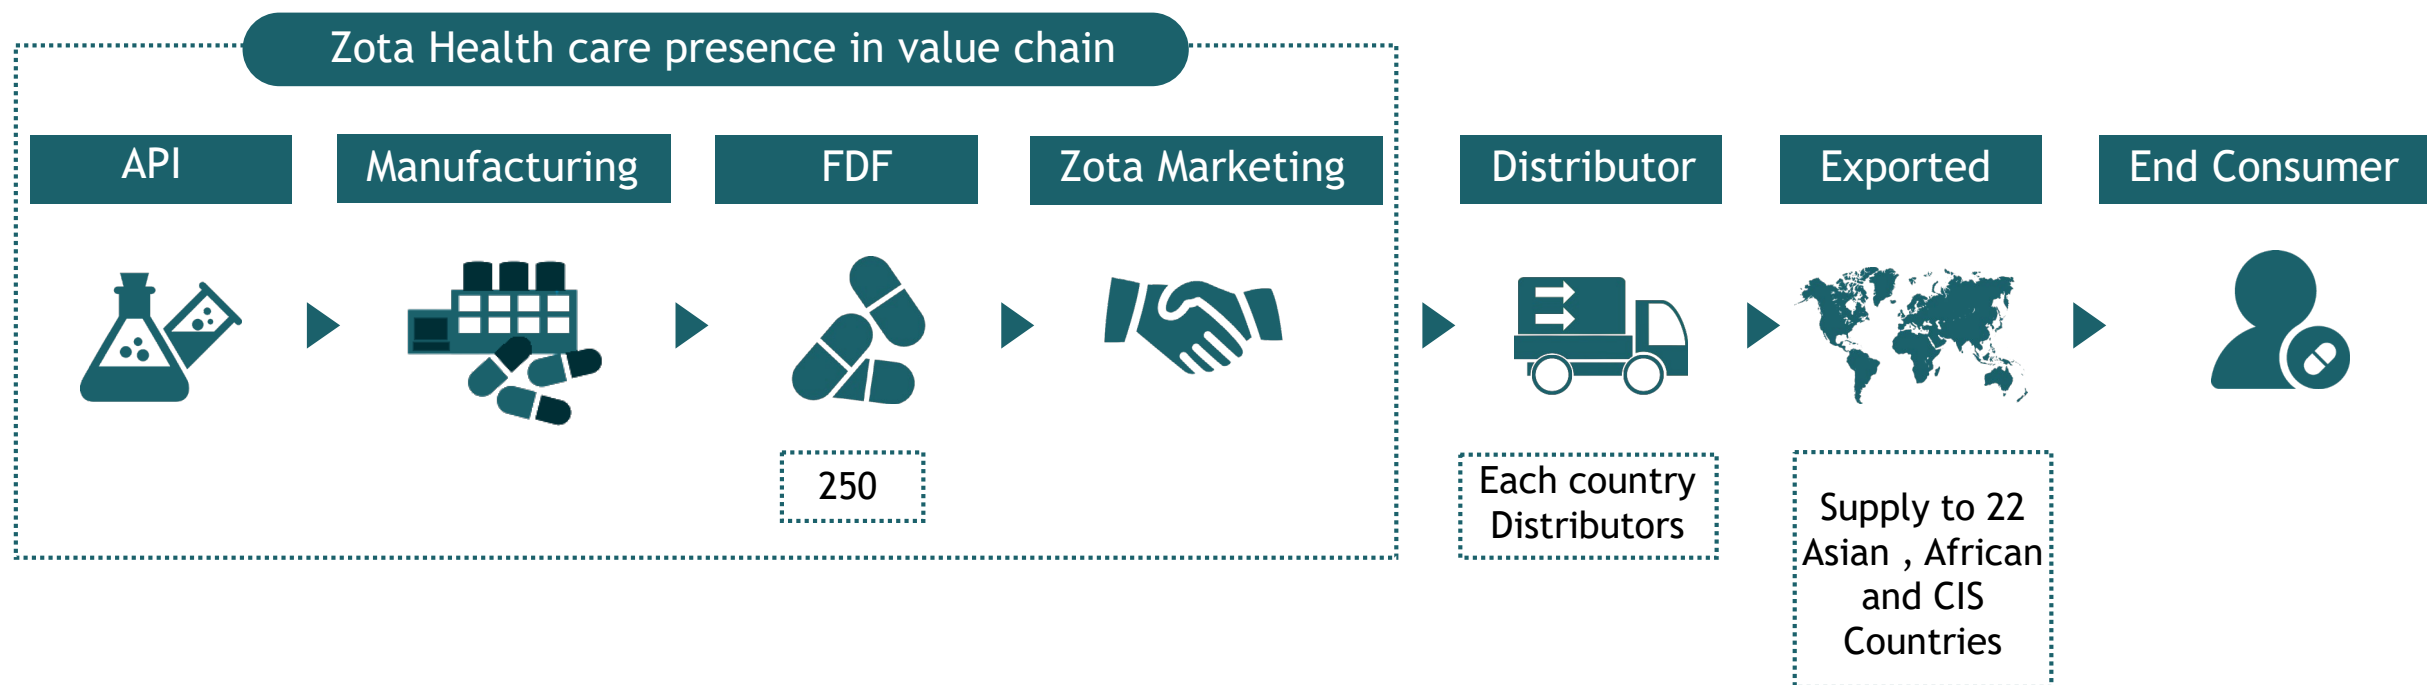 Zota Health care presence in value chain
API
Manufacturing
FDF
Zota Marketing
Distributor
Exported
End Consumer
250
Each country
Distributors
Supply to 22
Asian , African
and CIS
Countries